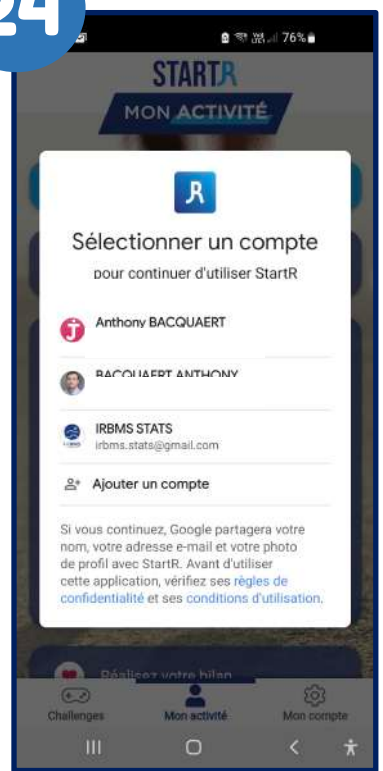 24
76%
STARTR
MON ACTIVITÉ
R
Sélectionner un compte
pour continuer d'utiliser StartR
Anthony BACQUAERT
BACQUAERT ANTHONY
IRBMS STATS
irbms.stats@gmail.com
Ajouter un compte
Si vous continuez, Google partagera votre
nom, votre adresse e-mail et votre photo
de profil avec StartR. Avant d'utiliser
cette application, vérifiez ses règles de
confidentialité et ses conditions d'utilisation.
Réalisez votre bilan
Challenges Mon activité Mon compte